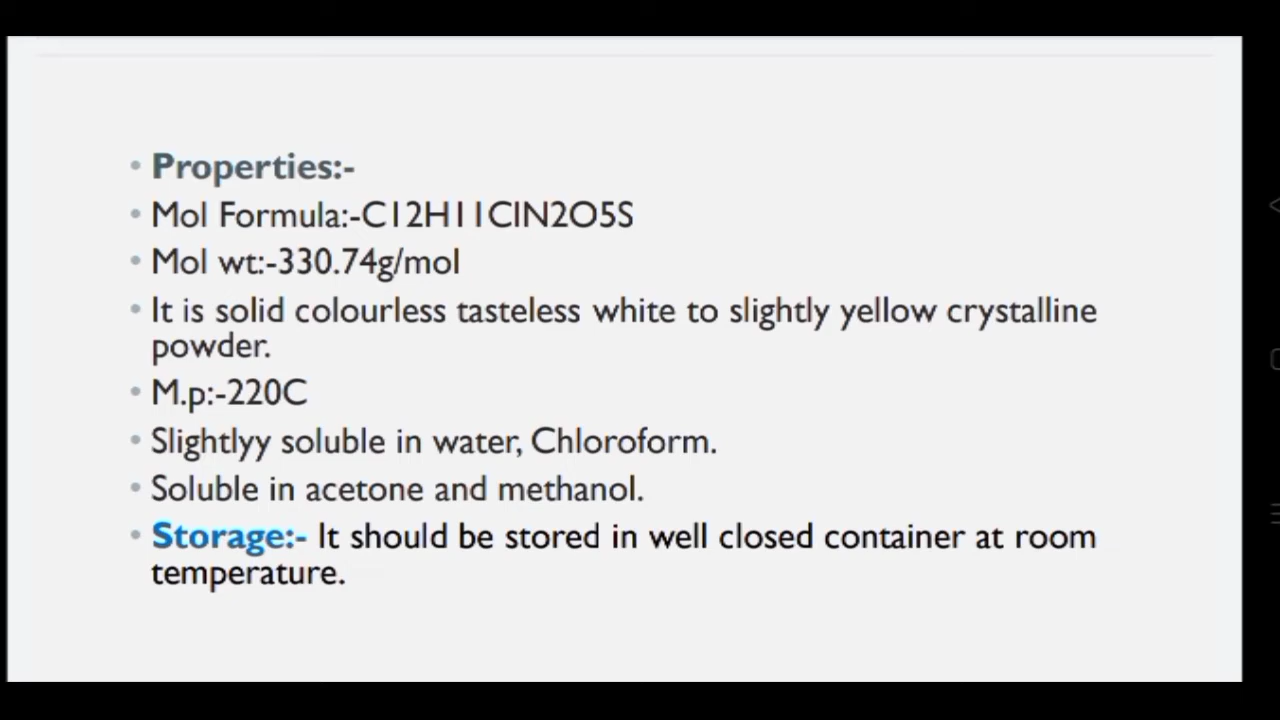 Properties:-
Mol Formula:-C12H11ClN2O5S
Mol wt:-330.74g/mol
It is solid colourless tasteless white to slightly yellow crystalline
powder.
M.p:-220C
Slightlyy soluble in water, Chloroform.
Soluble in acetone and methanol.
Storage:- It should be stored in well closed container at room
temperature.